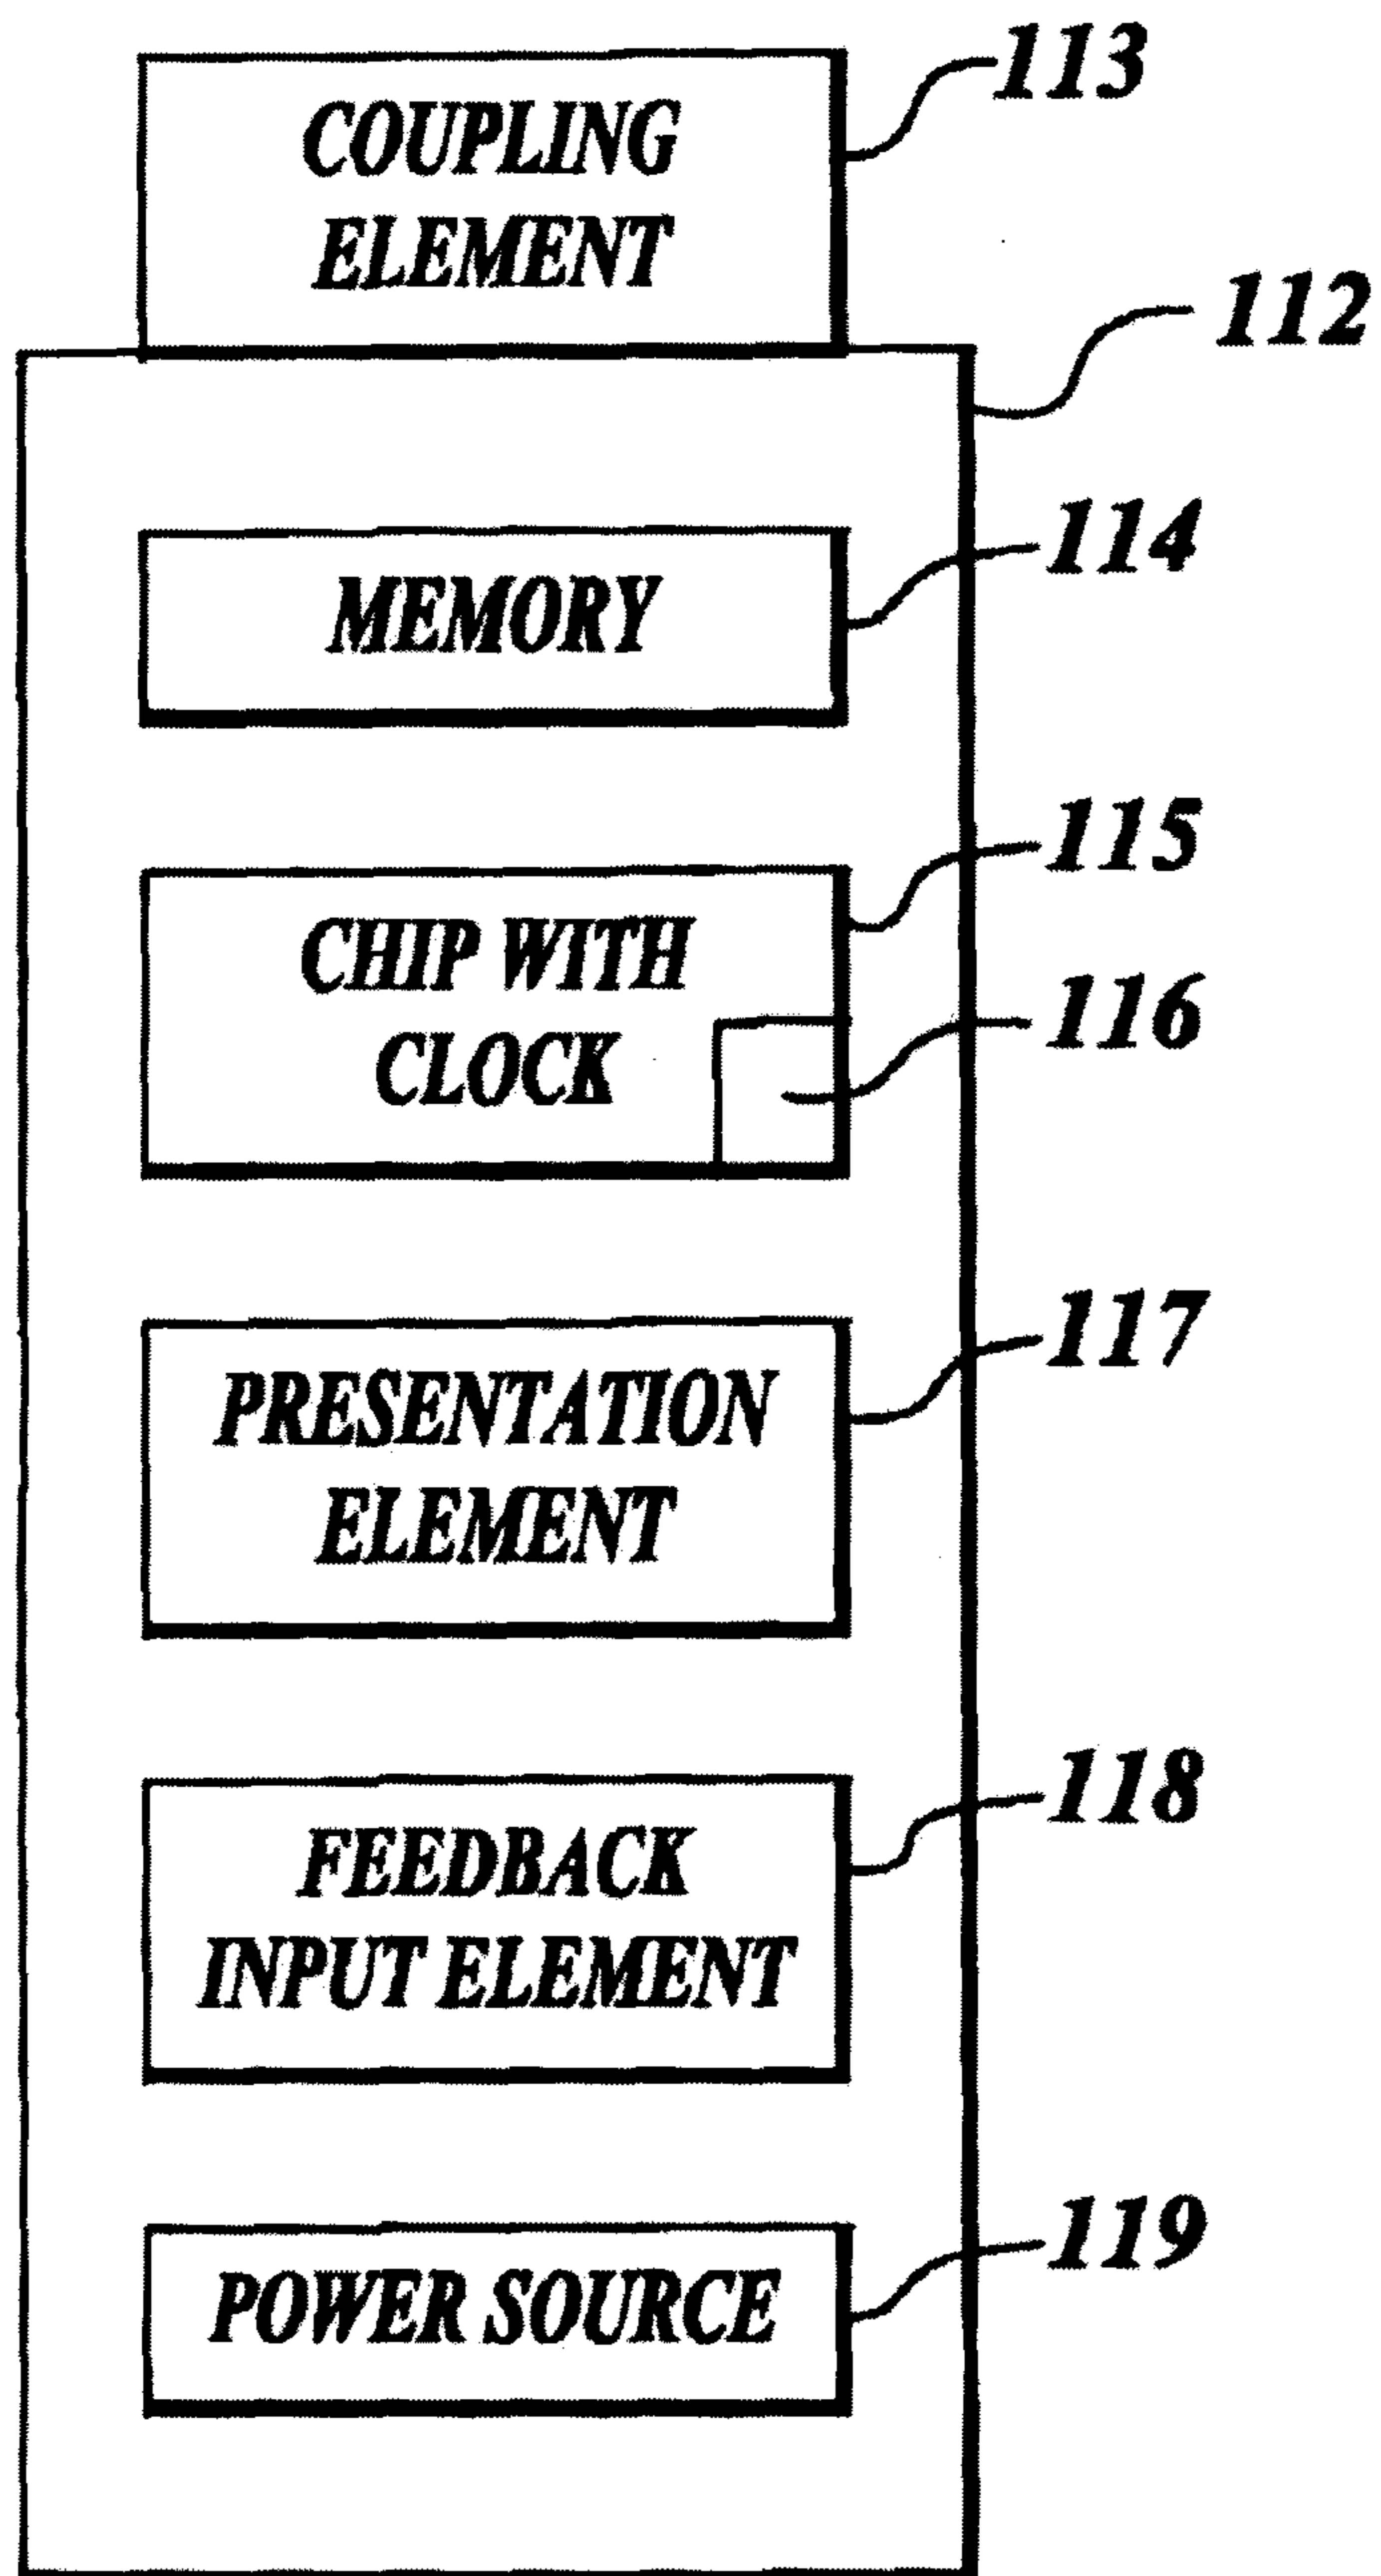 113
COUPLING
ELEMENT
112
114
MEMORY
115
CHIP WITH
CLOCK
116
117
PRESENTATION
ELEMENT
118
FEEDBACK
INPUT ELEMENT
119
POWER SOURCE